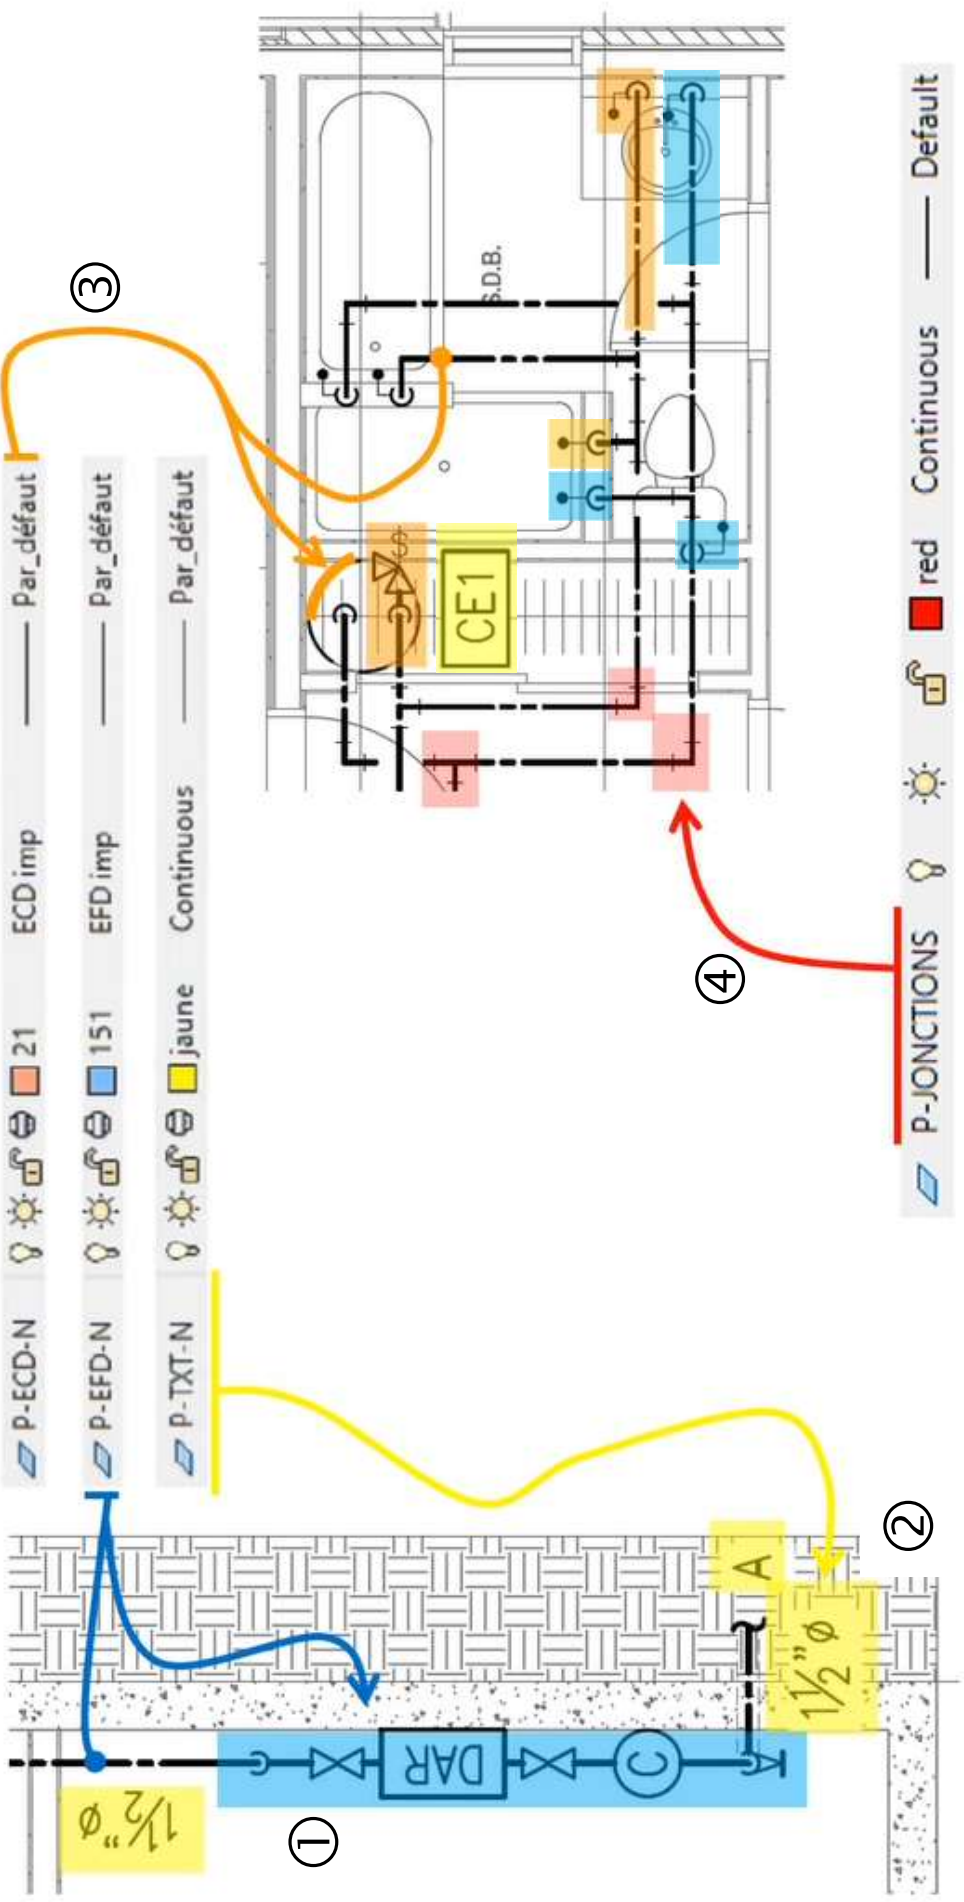 P-ECD-N 21 ECD imp Par_défaut
P-EFD-N 151 EFD imp Par_défaut
P-TXT-N jaune Continuous Par_défaut
③
1½"ø
①
DAR
C
A
A
1½"ø
②
S.D.B.
S
CE1
④
P-JONCTIONS red Continuous Default